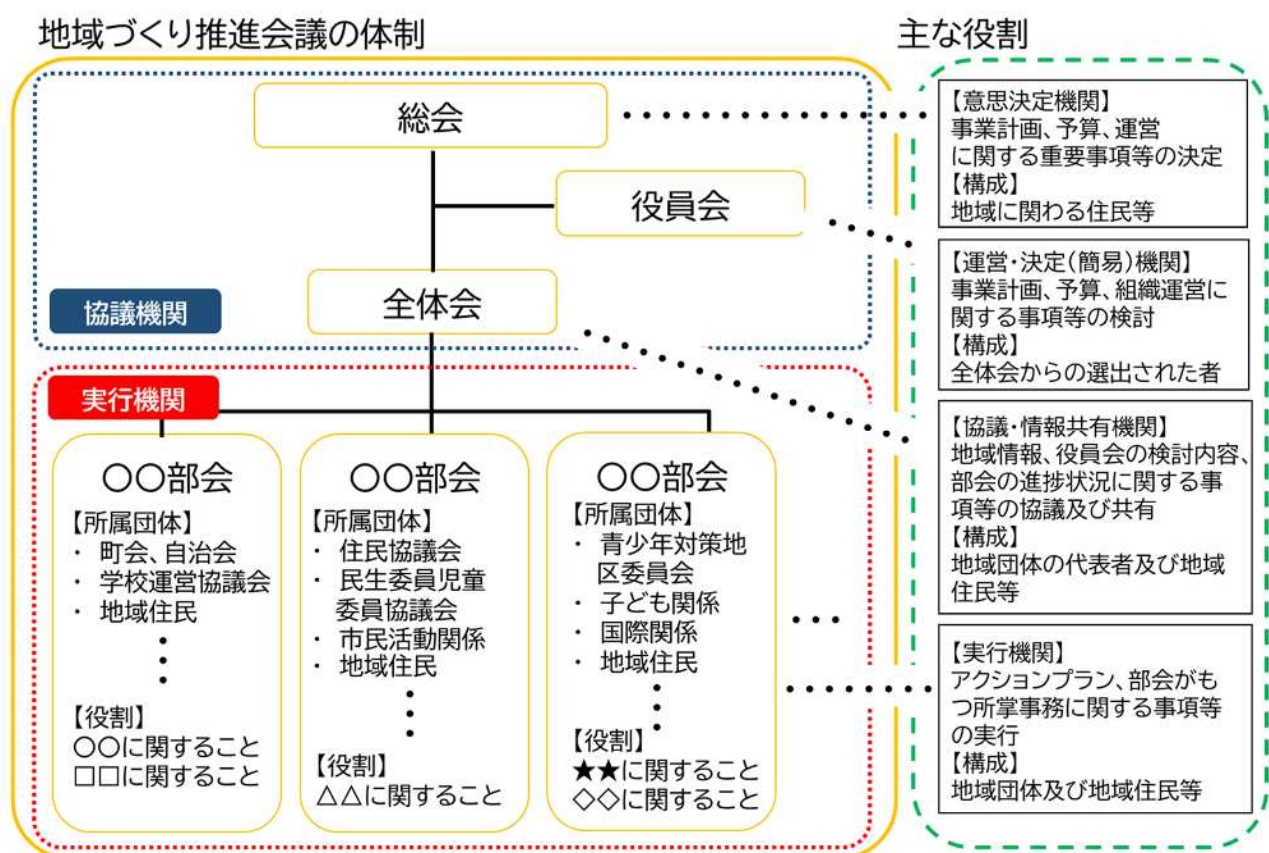 地域づくり推進会議の体制
総会
役員会
全体会
協議機関
実行機関
〇〇部会
【所属団体】
・ 町会、自治会
・ 学校運営協議会
・ 地域住民
【役割】
〇〇に関すること
□□に関すること
〇〇部会
【所属団体】
・ 住民協議会
・ 民生委員児童
委員協議会
・ 市民活動関係
・ 地域住民
【役割】
△△に関すること
〇〇部会
【所属団体】
・ 青少年対策地
区委員会
・ 子ども関係
・ 国際関係
・ 地域住民
【役割】
★★に関すること
◇◇に関すること
主な役割
【意思決定機関】
事業計画、予算、運営
に関する重要事項等の決定
【構成】
地域に関わる住民等
【運営・決定(簡易)機関】
事業計画、予算、組織運営に
関する事項等の検討
【構成】
全体会からの選出された者
【協議・情報共有機関】
地域情報、役員会の検討内容、
部会の進捗状況に関する事
項等の協議及び共有
【構成】
地域団体の代表者及び地域
住民等
【実行機関】
アクションプラン、部会がも
つ所掌事務に関する事項等
の実行
【構成】
地域団体及び地域住民等